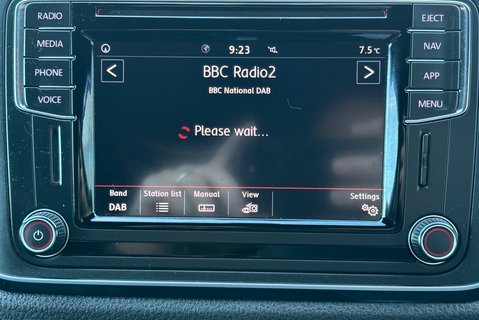 RADIO
MEDIA
PHONE
VOICE
9:23
7.5°C
BBC Radio2
BBC National DAB
Please wait...
Band
DAB
Station list
Manual
View
Settings
EJECT
NAV
APP
MENU